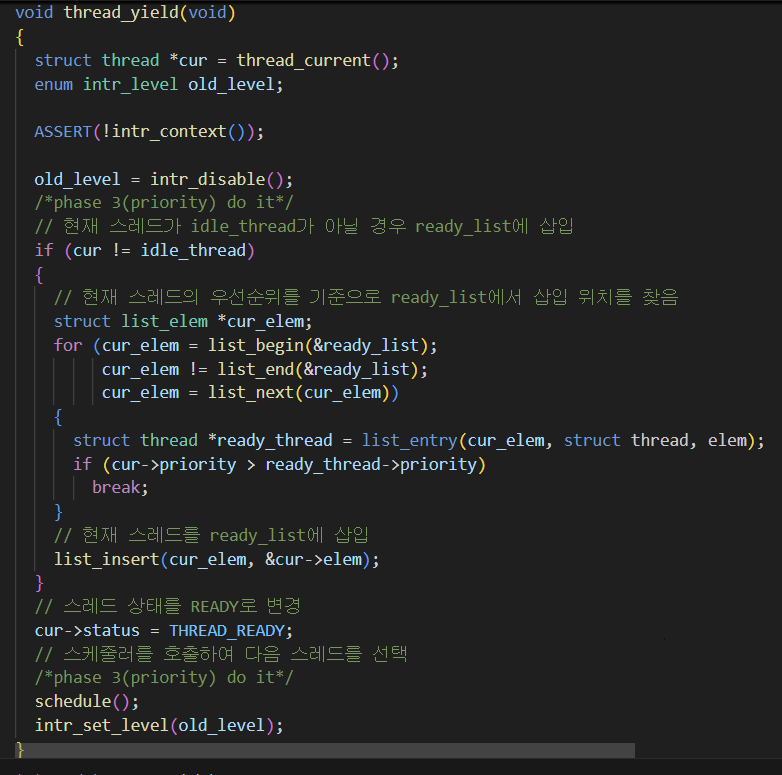 void thread_yield(void)
{
struct thread *cur = thread_current();
enum intr_level old_level;
ASSERT(!intr_context());
old_level = intr_disable();
/*phase 3(priority) do it*/
// 현재 스레드가 idle_thread가 아닐 경우 ready_list에 삽입
if (cur != idle_thread)
{
// 현재 스레드의 우선순위를 기준으로 ready_list에서 삽입 위치를 찾음
struct list_elem *cur_elem;
for (cur_elem = list_begin(&ready_list);
cur_elem != list_end(&ready_list);
cur_elem = list_next(cur_elem))
{
struct thread *ready_thread = list_entry(cur_elem, struct thread, elem);
if (cur->priority > ready_thread->priority)
break;
}
// 현재 스레드를 ready_list에 삽입
list_insert(cur_elem, &cur->elem);
}
// 스레드 상태를 READY로 변경
cur->status = THREAD_READY;
// 스케줄러를 호출하여 다음 스레드를 선택
/*phase 3(priority) do it*/
schedule();
intr_set_level(old_level);
}